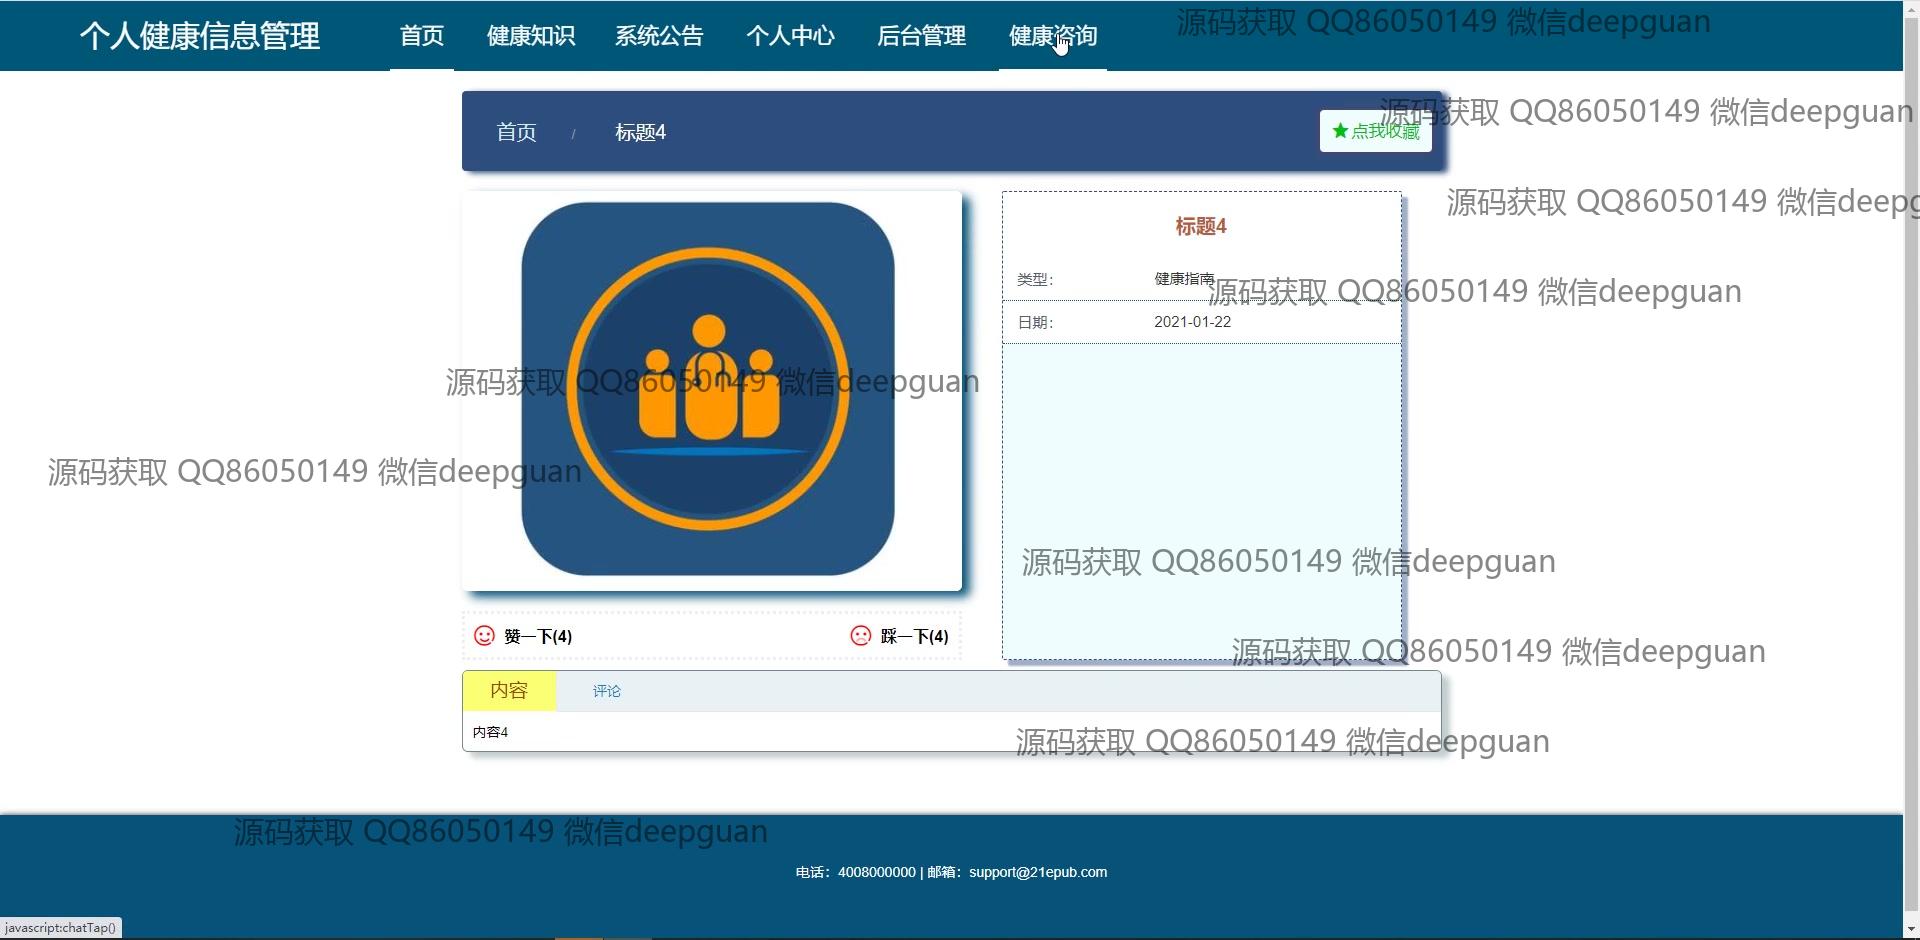 个人健康信息管理 首页 健康知识 系统公告 个人中心 后台管理 健康咨询
源码获取 QQ86050149 微信deepguan
首页 / 标题4
点我收藏
源码获取 QQ86050149 微信deepguan
源码获取 QQ86050149 微信deepg
标题4
类型: 健康指南
源码获取 QQ86050149 微信deepguan
日期: 2021-01-22
源码获取 QQ86050149 微信deepguan
源码获取 QQ86050149 微信deepguan
源码获取 QQ86050149 微信deepguan
赞一下(4) 踩一下(4)
源码获取 QQ86050149 微信deepguan
内容 评论
内容4
源码获取 QQ86050149 微信deepguan
源码获取 QQ86050149 微信deepguan
电话：4008000000 | 邮箱：support@21epub.com
javascript:chatTap()